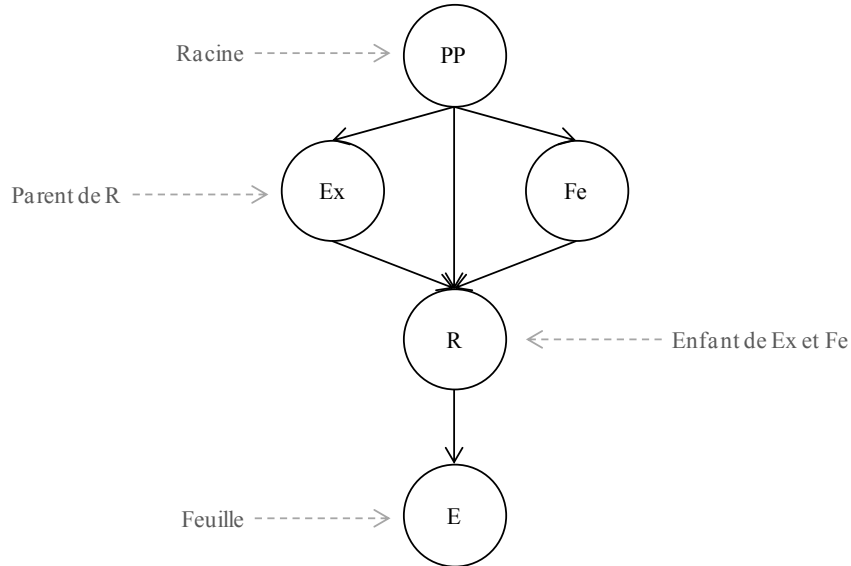 Racine
PP
Parent de R
Ex
Fe
R
Enfant de Ex et Fe
Feuille
E